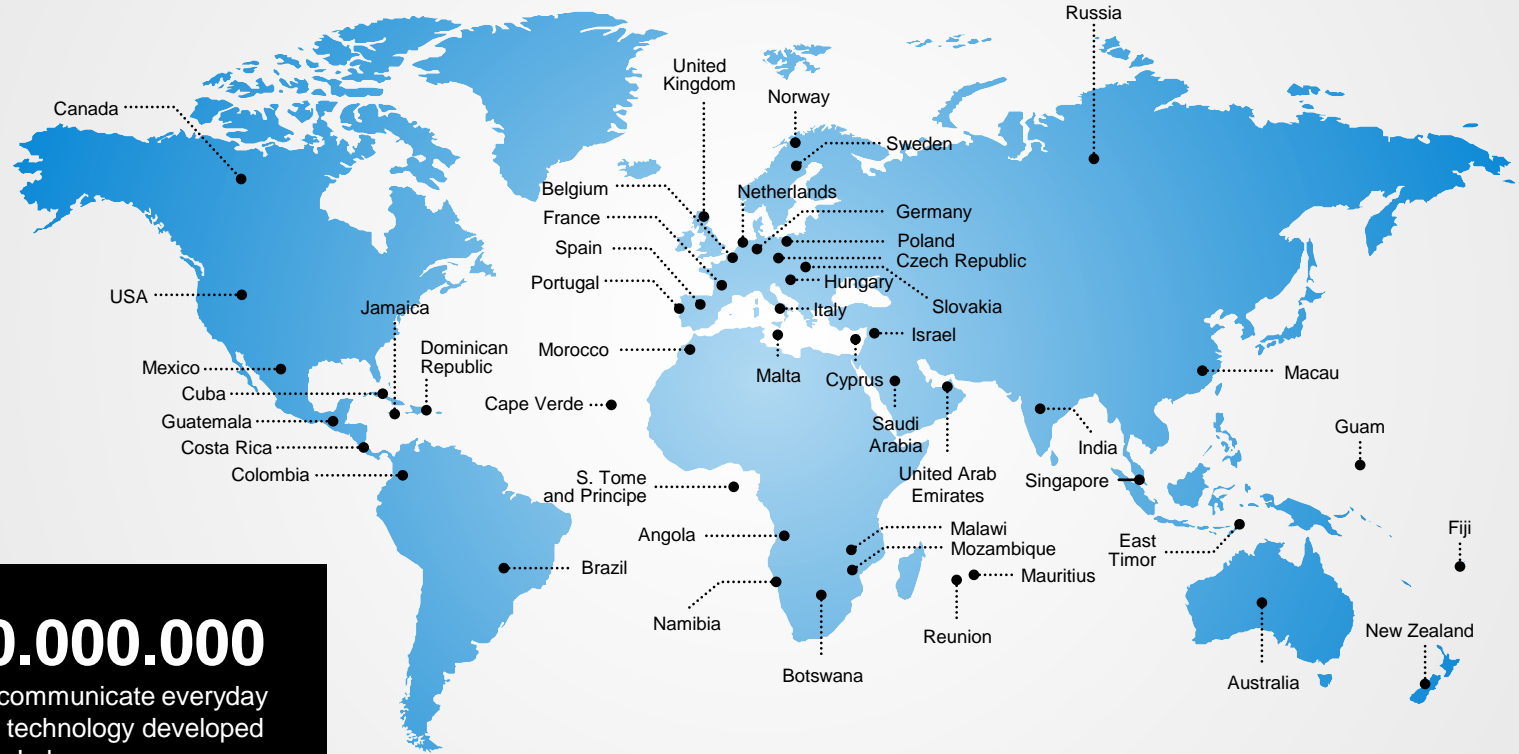 Russia
United
Kingdom
Norway
Canada
Sweden
Belgium
Netherlands
France
Germany
Spain
Poland
Czech Republic
Portugal
Hungary
USA
Jamaica
Italy
Slovakia
Israel
Dominican
Republic
Morocco
Mexico
Malta
Cyprus
Macau
Cuba
Cape Verde
Guatemala
Saudi
Arabia
Guam
Costa Rica
India
Colombia
S. Tome
and Principe
United Arab
Emirates
Singapore
Angola
Malawi
Mozambique
East
Timor
Fiji
Brazil
Mauritius
Namibia
Reunion
New Zealand
Botswana
Australia
0.000.000
communicate everyday
technology developed